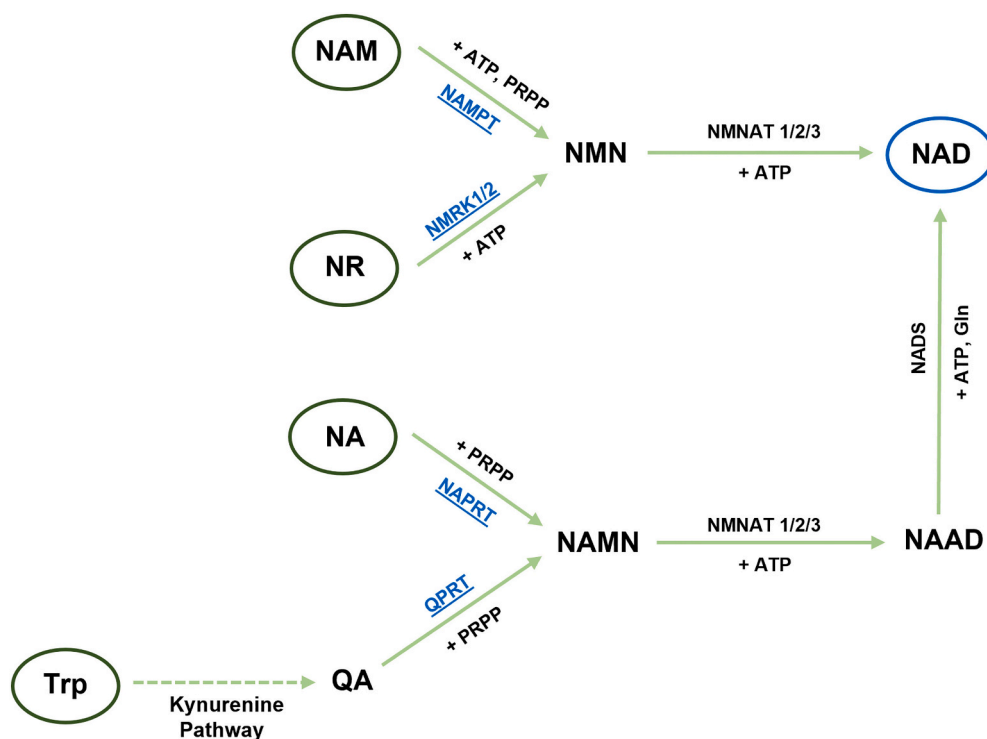 NAM
+ ATP, PRPP
NAMPT
NMN
NMNAT 1/2/3
+ ATP
NAD
NMRK1/2
+ ATP
NR
NADS
+ ATP, Gln
NA
+ PRPP
NAPRT
NAMN
NMNAT 1/2/3
+ ATP
NAAD
QPRT
+ PRPP
Trp
Kynurenine
Pathway
QA